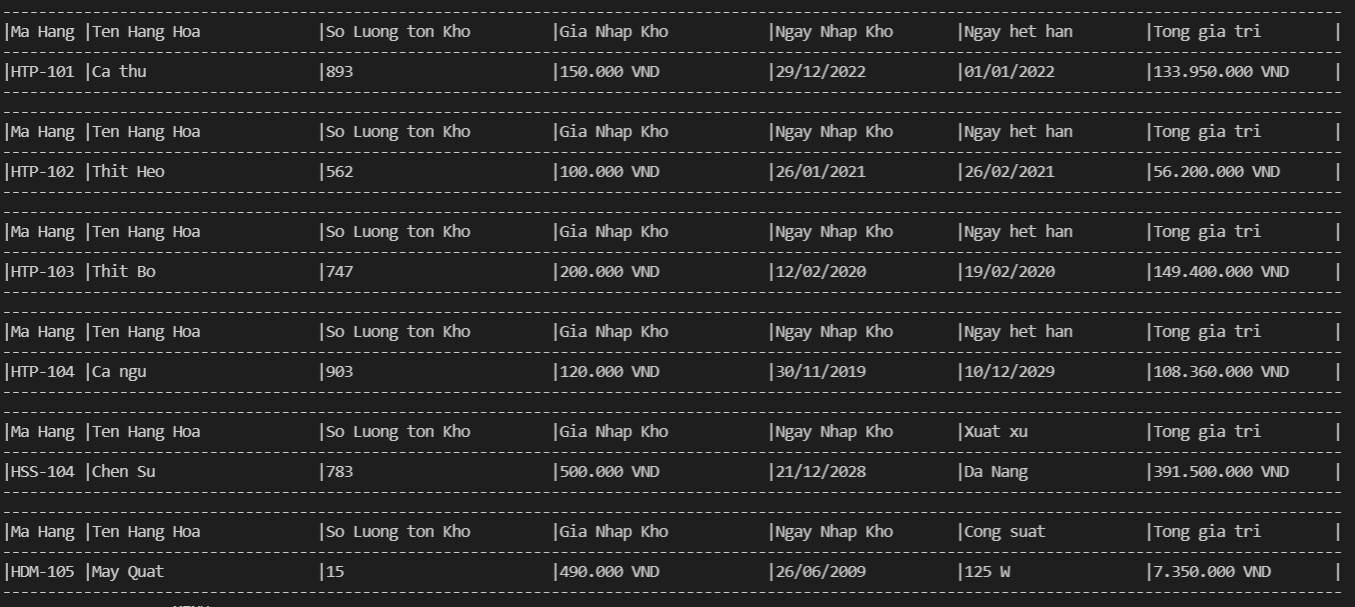 |Ma Hang |Ten Hang Hoa |So Luong ton Kho |Gia Nhap Kho |Ngay Nhap Kho |Ngay het han |Tong gia tri |
|HTP-101 |Ca thu |893 |150.000 VND |29/12/2022 |01/01/2022 |133.950.000 VND |
|Ma Hang |Ten Hang Hoa |So Luong ton Kho |Gia Nhap Kho |Ngay Nhap Kho |Ngay het han |Tong gia tri |
|HTP-102 |Thit Heo |562 |100.000 VND |26/01/2021 |26/02/2021 |56.200.000 VND |
|Ma Hang |Ten Hang Hoa |So Luong ton Kho |Gia Nhap Kho |Ngay Nhap Kho |Ngay het han |Tong gia tri |
|HTP-103 |Thit Bo |747 |200.000 VND |12/02/2020 |19/02/2020 |149.400.000 VND |
|Ma Hang |Ten Hang Hoa |So Luong ton Kho |Gia Nhap Kho |Ngay Nhap Kho |Ngay het han |Tong gia tri |
|HTP-104 |Ca ngu |903 |120.000 VND |30/11/2019 |10/12/2029 |108.360.000 VND |
|Ma Hang |Ten Hang Hoa |So Luong ton Kho |Gia Nhap Kho |Ngay Nhap Kho |Xuat xu |Tong gia tri |
|HSS-104 |Chen Su |783 |500.000 VND |21/12/2028 |Da Nang |391.500.000 VND |
|Ma Hang |Ten Hang Hoa |So Luong ton Kho |Gia Nhap Kho |Ngay Nhap Kho |Cong suat |Tong gia tri |
|HDM-105 |May Quat |15 |490.000 VND |26/06/2009 |125 W |7.350.000 VND |